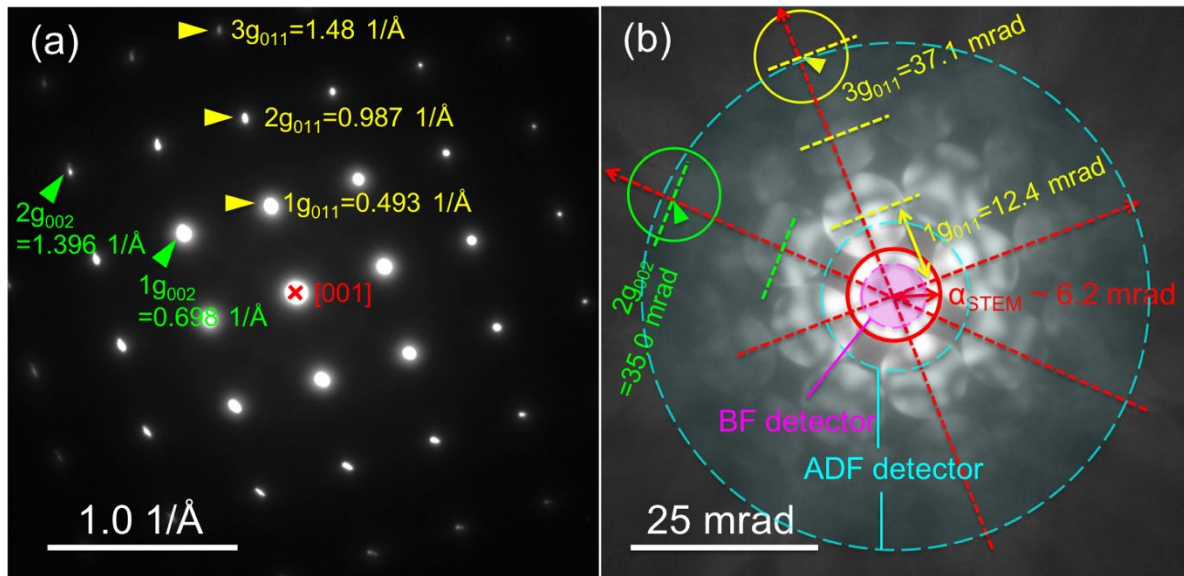 (a)
3g011=1.48 1/Å
2g011=0.987 1/Å
1g011=0.493 1/Å
2g002
=1.396 1/Å
1g002
=0.698 1/Å
[001]
1.0 1/Å
(b)
3g011=37.1 mrad
1g011=12.4 mrad
2g002
=35.0 mrad
αSTEM ~ 6.2 mrad
BF detector
ADF detector
25 mrad